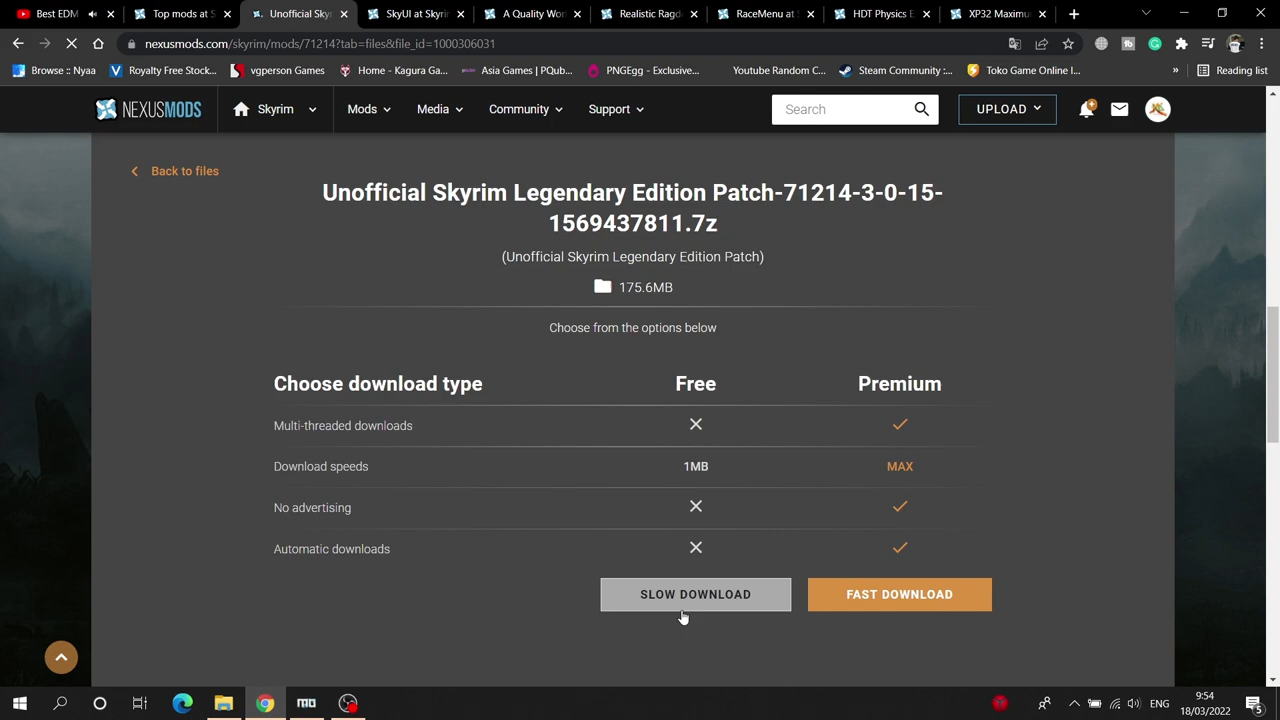 Best EDM
Top mods at S
Unofficial Sky
SkyUI at Skyrim
A Quality Wor
Realistic Ragd
RaceMenu at S
HDT Physics E
XP32 Maximu
nexusmods.com/skyrim/mods/71214?tab=files&file_id=1000306031
Browse :: Nyaa
Royalty Free Stock...
vgperson Games
Home - Kagura Ga...
Asia Games | PQub...
PNGEgg - Exclusive...
Youtube Random C...
Steam Community :...
Toko Game Online I...
»
Reading list
NEXUSMODS
Skyrim
Mods
Media
Community
Support
Search
UPLOAD
Back to files
Unofficial Skyrim Legendary Edition Patch-71214-3-0-15-
1569437811.7z
(Unofficial Skyrim Legendary Edition Patch)
175.6MB
Choose from the options below
Choose download type
Free
Premium
Multi-threaded downloads
Download speeds
1MB
MAX
No advertising
Automatic downloads
SLOW DOWNLOAD
FAST DOWNLOAD
ENG
9:54
18/03/2022
5